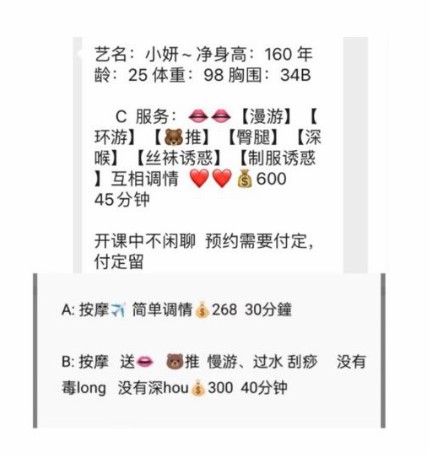 艺名：小妍～净身高：160 年
龄：25 体重：98 胸围：34B
C 服务：👄👄【漫游】【
环游】【🐻推】【臀腿】【深
喉】【丝袜诱惑】【制服诱惑
】互相调情 ❤️❤️💰600
45分钟
开课中不闲聊 预约需要付定，
付定留
A: 按摩✈️ 简单调情💰268 30分鐘
B: 按摩 送👄 🐻推 慢游、过水 刮痧 没有
毒long 没有深hou💰300 40分钟